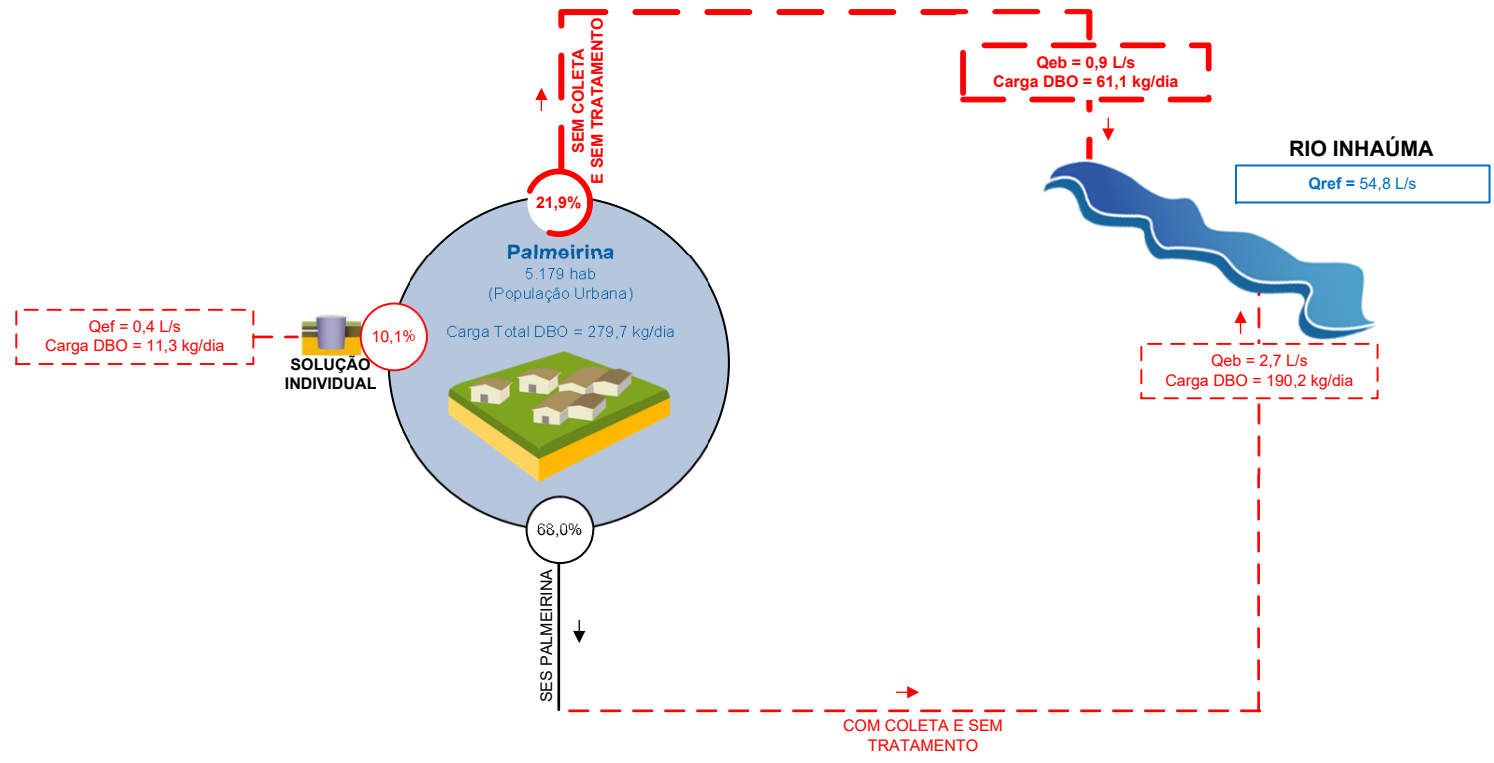 SEM COLETA
E SEM TRATAMENTO
Qeb = 0,9 L/s
Carga DBO = 61,1 kg/dia
RIO INHAÚMA
Qref = 54,8 L/s
21,9%
Palmeirina
5.179 hab
(População Urbana)
Carga Total DBO = 279,7 kg/dia
10,1%
Qef = 0,4 L/s
Carga DBO = 11,3 kg/dia
SOLUÇÃO
INDIVIDUAL
Qeb = 2,7 L/s
Carga DBO = 190,2 kg/dia
68,0%
SES PALMEIRINA
COM COLETA E SEM
TRATAMENTO